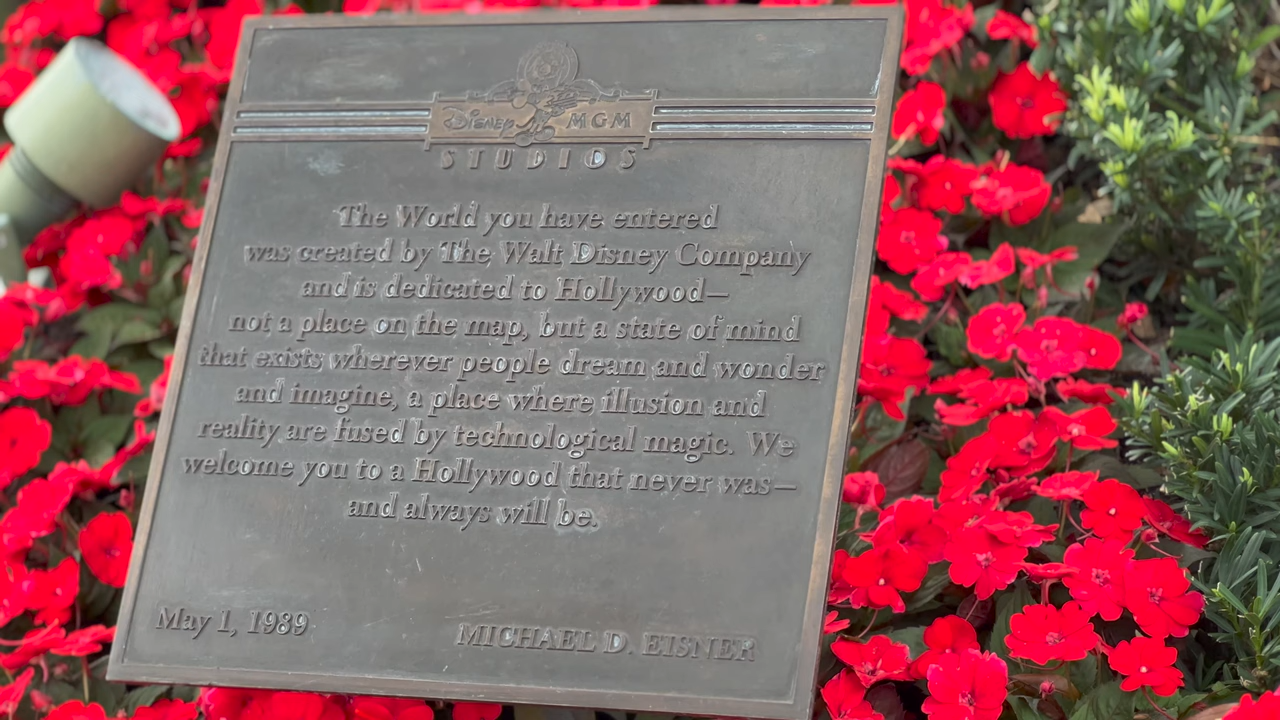 Disney MGM
STUDIOS
The World you have entered
was created by The Walt Disney Company
and is dedicated to Hollywood—
not a place on the map, but a state of mind
that exists wherever people dream and wonder
and imagine, a place where illusion and
reality are fused by technological magic. We
welcome you to a Hollywood that never was—
and always will be.
May 1, 1989
MICHAEL D. EISNER